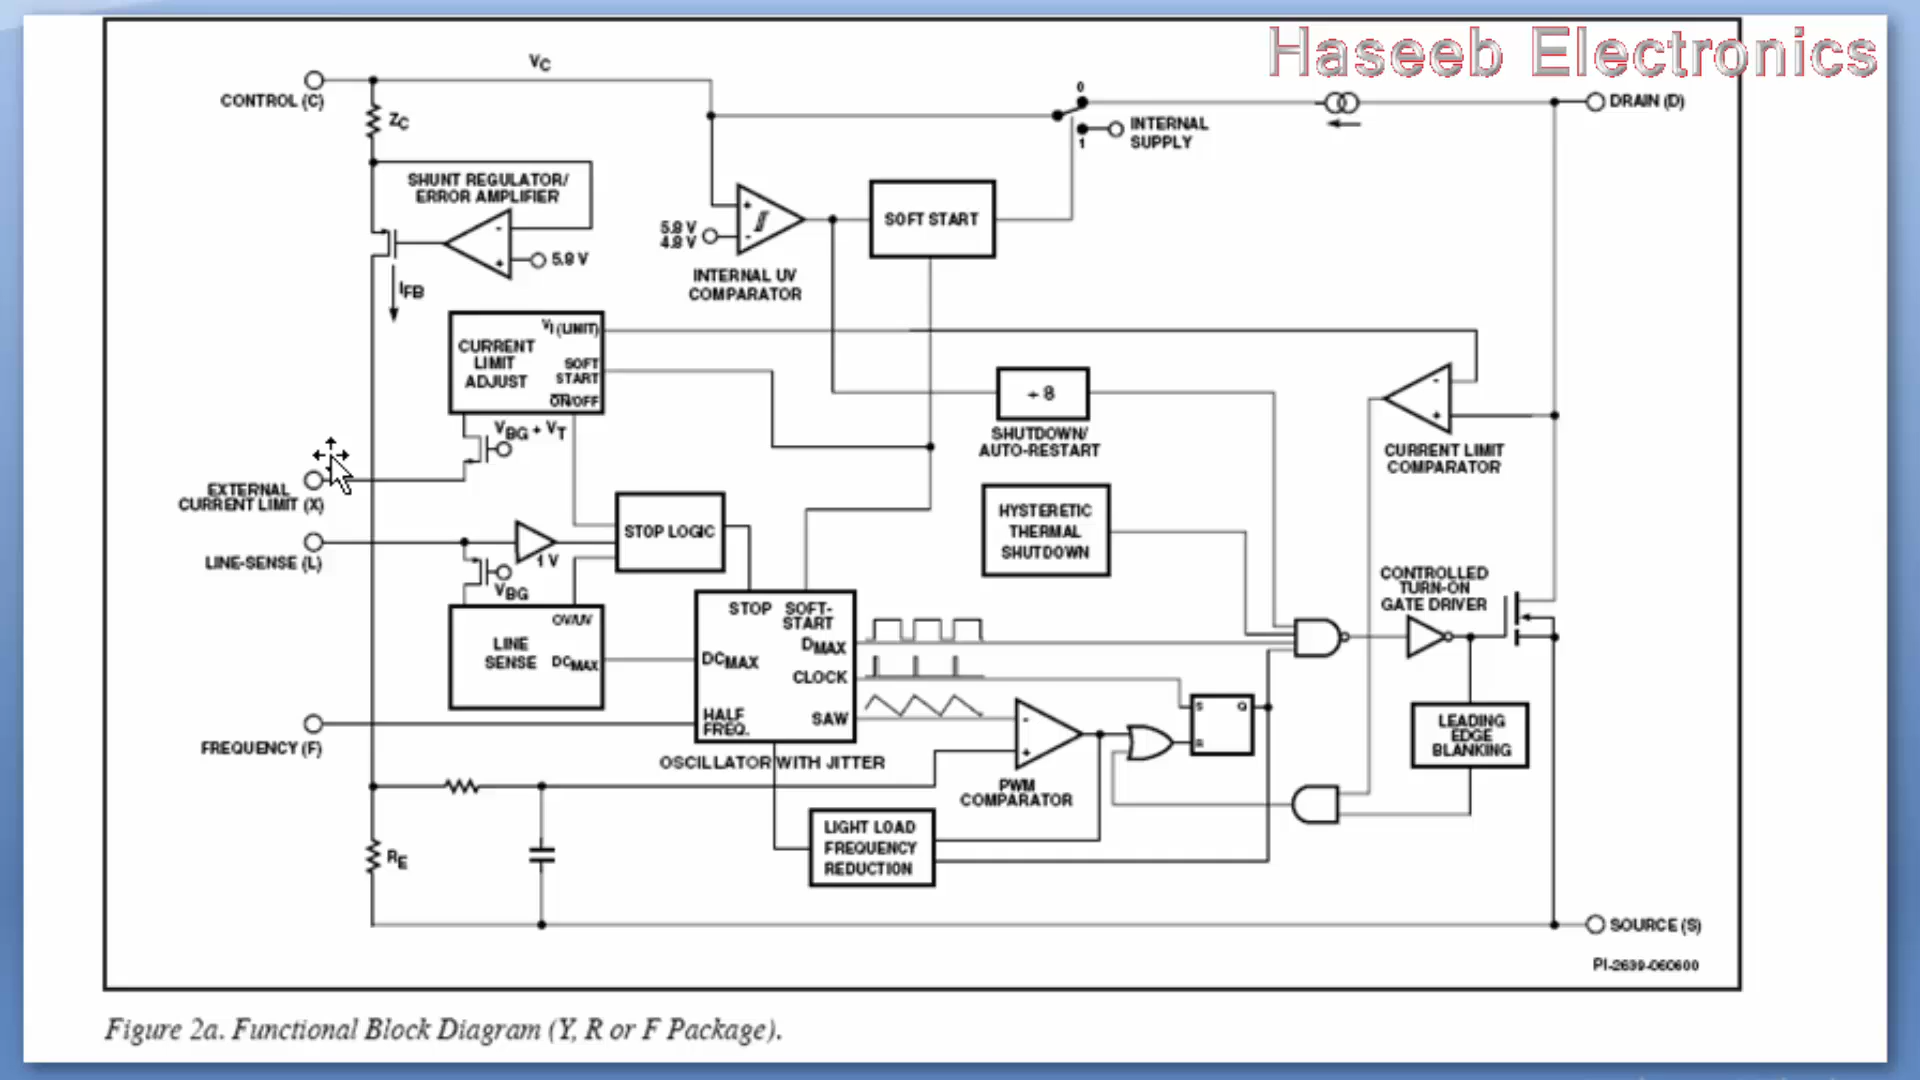 Haseeb Electronics
VC
CONTROL (C)
ZC
0
DRAIN (D)
INTERNAL
SUPPLY
1
SHUNT REGULATOR/
ERROR AMPLIFIER
-
+
5.8 V
IFB
5.8 V
4.8 V
+
-
INTERNAL UV
COMPARATOR
SOFT START
CURRENT
LIMIT
ADJUST
VI (LIMIT)
SOFT
START
ON/OFF
÷ 8
SHUTDOWN/
AUTO-RESTART
-
+
CURRENT LIMIT
COMPARATOR
VBG + VT
EXTERNAL
CURRENT LIMIT (X)
LINE-SENSE (L)
1 V
VBG
STOP LOGIC
HYSTERETIC
THERMAL
SHUTDOWN
CONTROLLED
TURN-ON
GATE DRIVER
LINE
SENSE
OV/UV
DCMAX
STOP
SOFT-
START
DCMAX
DMAX
CLOCK
HALF
FREQ.
SAW
OSCILLATOR WITH JITTER
FREQUENCY (F)
-
+
PWM
COMPARATOR
S
Q
R
LEADING
EDGE
BLANKING
LIGHT LOAD
FREQUENCY
REDUCTION
RE
SOURCE (S)
PI-2639-060600
Figure 2a. Functional Block Diagram (Y, R or F Package).